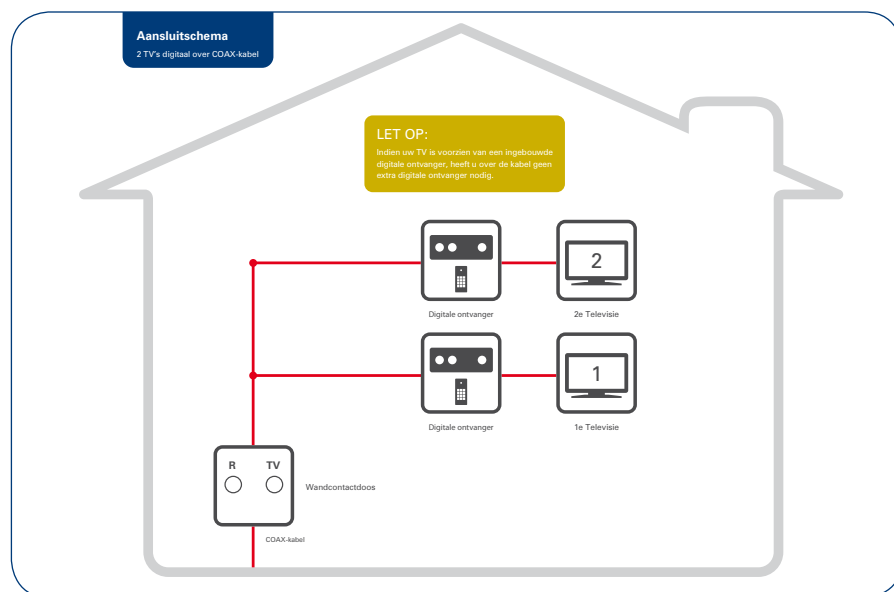 Aansluitschema
2 TV's digitaal over COAX-kabel
LET OP:
Indien uw TV is voorzien van een ingebouwde
digitale ontvanger, heeft u over de kabel geen
extra digitale ontvanger nodig.
2
Digitale ontvanger
2e Televisie
1
Digitale ontvanger
1e Televisie
R TV
Wandcontactdoos
COAX-kabel